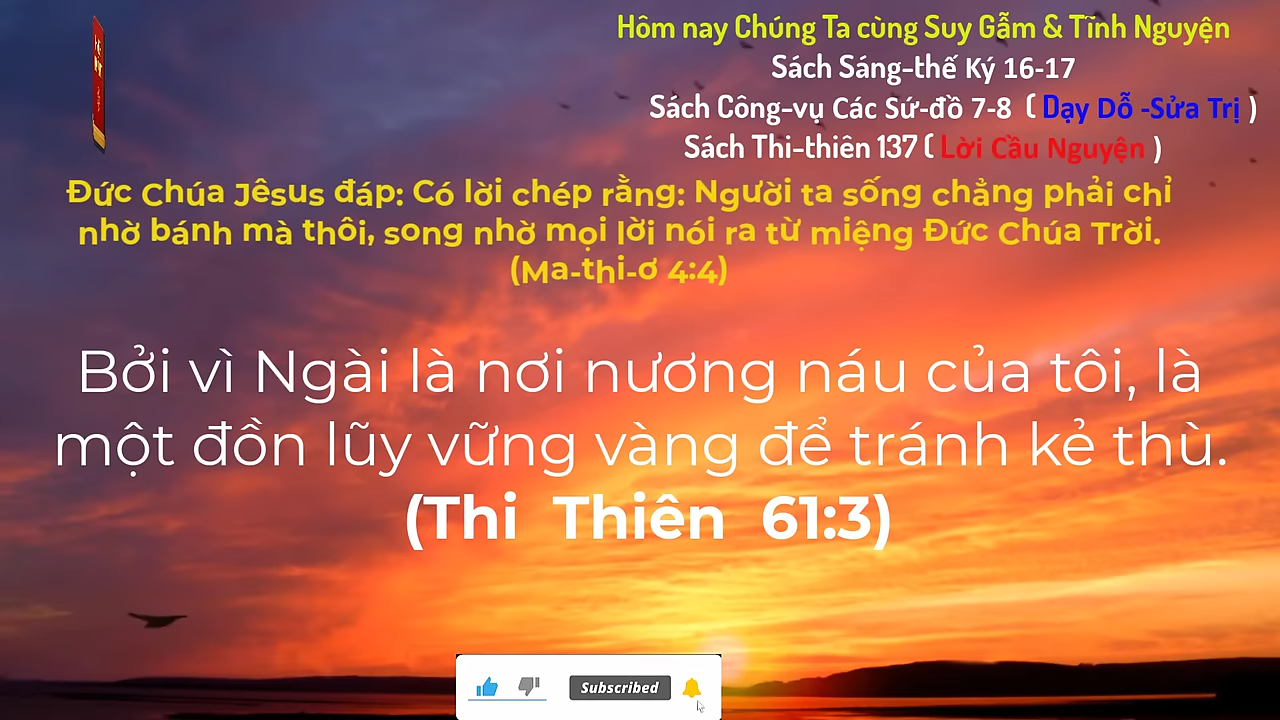 Hôm nay Chúng Ta cùng Suy Gẫm & Tĩnh Nguyện
Sách Sáng-thế Ký 16-17
Sách Công-vụ Các Sứ-đồ 7-8 ( Dạy Dỗ -Sửa Trị )
Sách Thi-thiên 137 ( Lời Cầu Nguyện )
Đức Chúa Jêsus đáp: Có lời chép rằng: Người ta sống chẳng phải chỉ
nhờ bánh mà thôi, song nhờ mọi lời nói ra từ miệng Đức Chúa Trời.
(Ma-thi-ơ 4:4)
Bởi vì Ngài là nơi nương náu của tôi, là
một đồn lũy vững vàng để tránh kẻ thù.
(Thi Thiên 61:3)
Subscribed